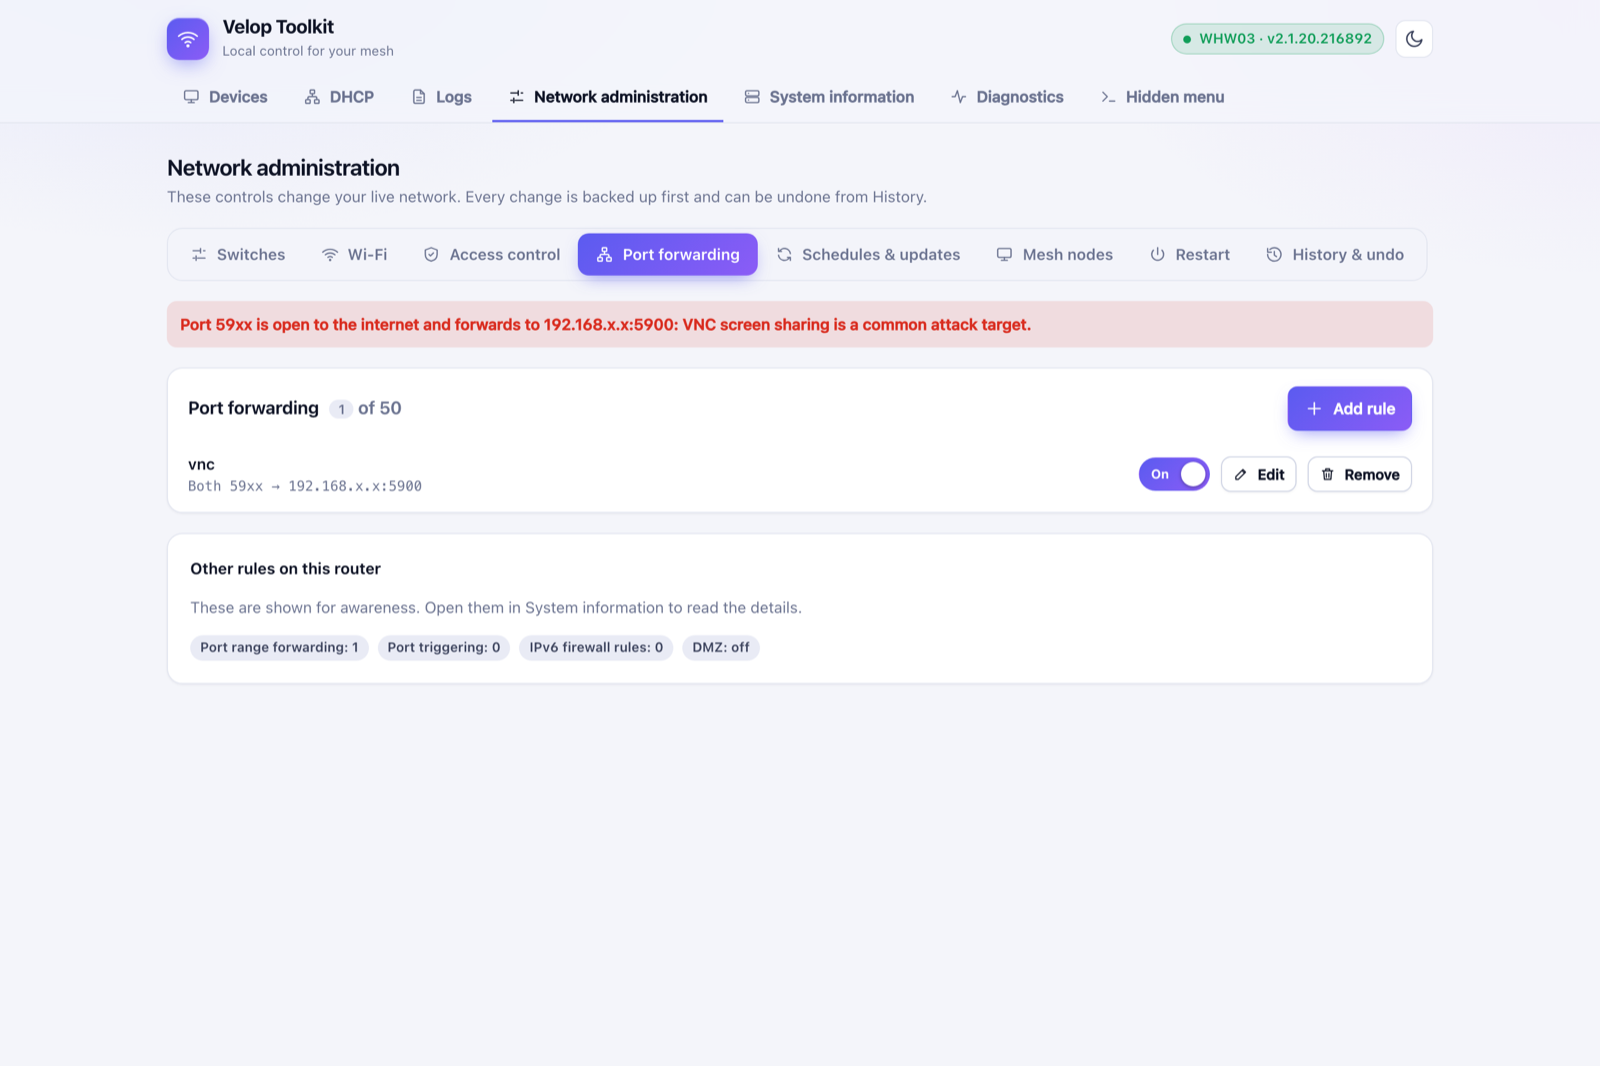 Velop Toolkit
Local control for your mesh
WHW03 · v2.1.20.216892
Devices
DHCP
Logs
Network administration
System information
Diagnostics
Hidden menu
Network administration
These controls change your live network. Every change is backed up first and can be undone from History.
Switches
Wi-Fi
Access control
Port forwarding
Schedules & updates
Mesh nodes
Restart
History & undo
Port 59xx is open to the internet and forwards to 192.168.x.x:5900: VNC screen sharing is a common attack target.
Port forwarding 1 of 50
Add rule
vnc
Both 59xx → 192.168.x.x:5900
On
Edit
Remove
Other rules on this router
These are shown for awareness. Open them in System information to read the details.
Port range forwarding: 1
Port triggering: 0
IPv6 firewall rules: 0
DMZ: off